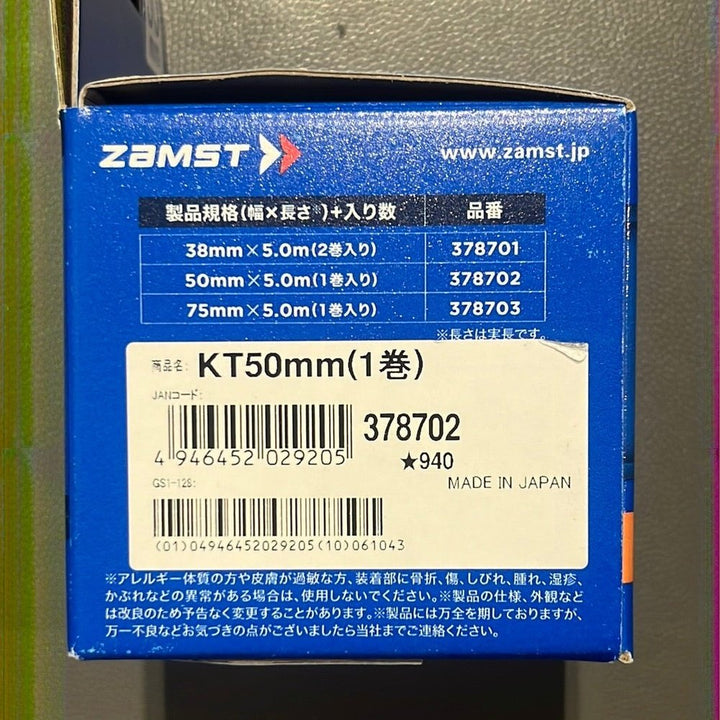 ZAMST
www.zamst.jp
製品規格(幅×長さ※)+入り数 品番
38mm×5.0m(2巻入り) 378701
50mm×5.0m(1巻入り) 378702
75mm×5.0m(1巻入り) 378703
※長さは実長です。
商品名: KT50mm(1巻)
JANコード:
378702
4 946452 029205
★940
GS1-128:
MADE IN JAPAN
(01)04946452029205(10)061043
※アレルギー体質の方や皮膚が過敏な方、装着部に骨折、傷、しびれ、腫れ、湿疹、
かぶれなどの異常がある場合は、使用しないでください。※製品の仕様、外観など
は改良のため予告なく変更することがあります。※製品には万全を期しておりますが、
万一不良などお気づきの点がございましたら当社までご連絡ください。